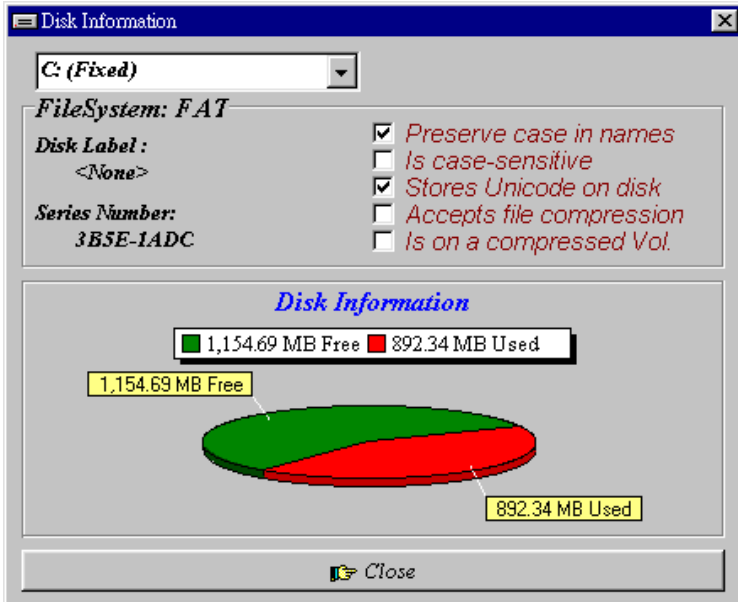 Disk Information
C: (Fixed)
FileSystem: FAT
Disk Label :
<None>
Series Number:
3B5E-1ADC
Preserve case in names
Is case-sensitive
Stores Unicode on disk
Accepts file compression
Is on a compressed Vol.
Disk Information
1,154.69 MB Free 892.34 MB Used
1,154.69 MB Free
892.34 MB Used
Close